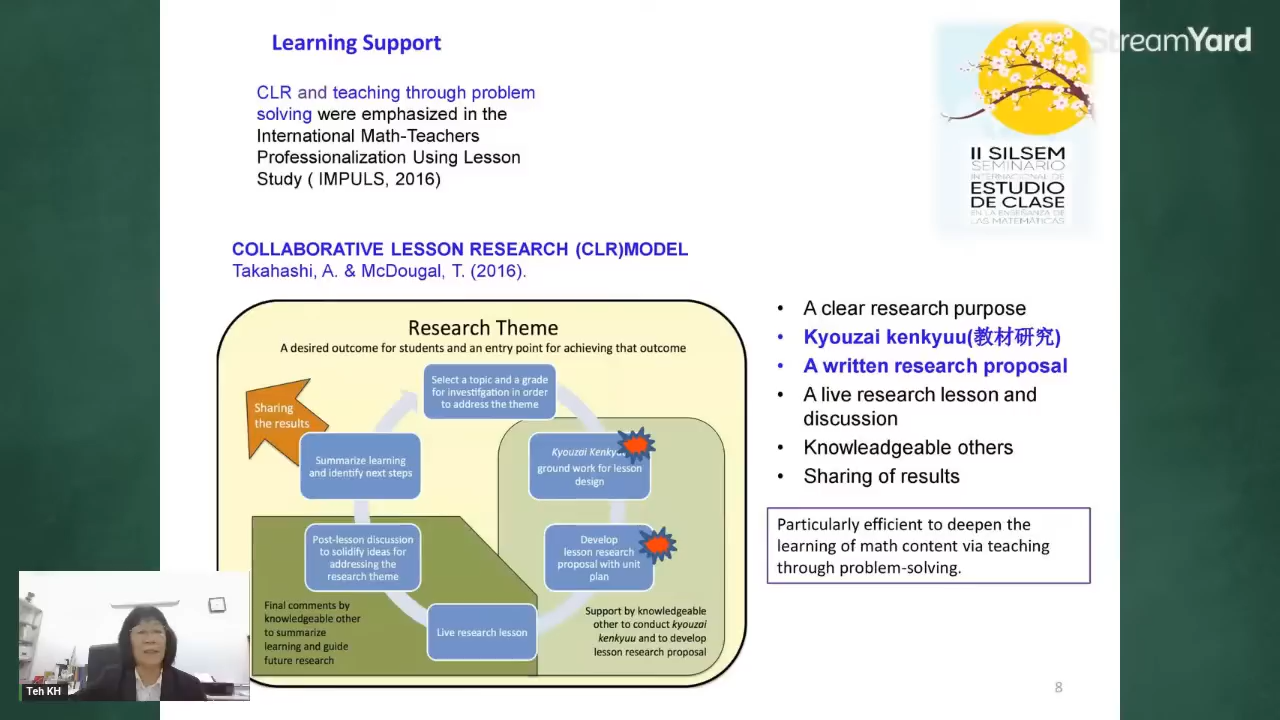 Learning Support
StreamYard
CLR and teaching through problem
solving were emphasized in the
International Math-Teachers
Professionalization Using Lesson
Study ( IMPULS, 2016)
II SILSEM
SEMINARIO
INTERNACIONAL DE
ESTUDIO
DE CLASE
EN LA ENSEÑANZA DE
LAS MATEMÁTICAS
COLLABORATIVE LESSON RESEARCH (CLR)MODEL
Takahashi, A. & McDougal, T. (2016).
Research Theme
A desired outcome for students and an entry point for achieving that outcome
Select a topic and a grade
for investifgation in order
to address the theme
Sharing
the results
Kyouzai Kenkyu
ground work for lesson
design
Summarize learning
and identify next steps
Develop
lesson research
proposal with unit
plan
Post-lesson discussion
to solidify ideas for
addressing the
research theme
Live research lesson
Final comments by
knowledgeable other
to summarize
learning and guide
future research
Support by knowledgeable
other to conduct kyouzai
kenkyuu and to develop
lesson research proposal
• A clear research purpose
• Kyouzai kenkyuu(教材研究)
• A written research proposal
• A live research lesson and
discussion
• Knowleadgeable others
• Sharing of results
Particularly efficient to deepen the
learning of math content via teaching
through problem-solving.
Teh KH
8